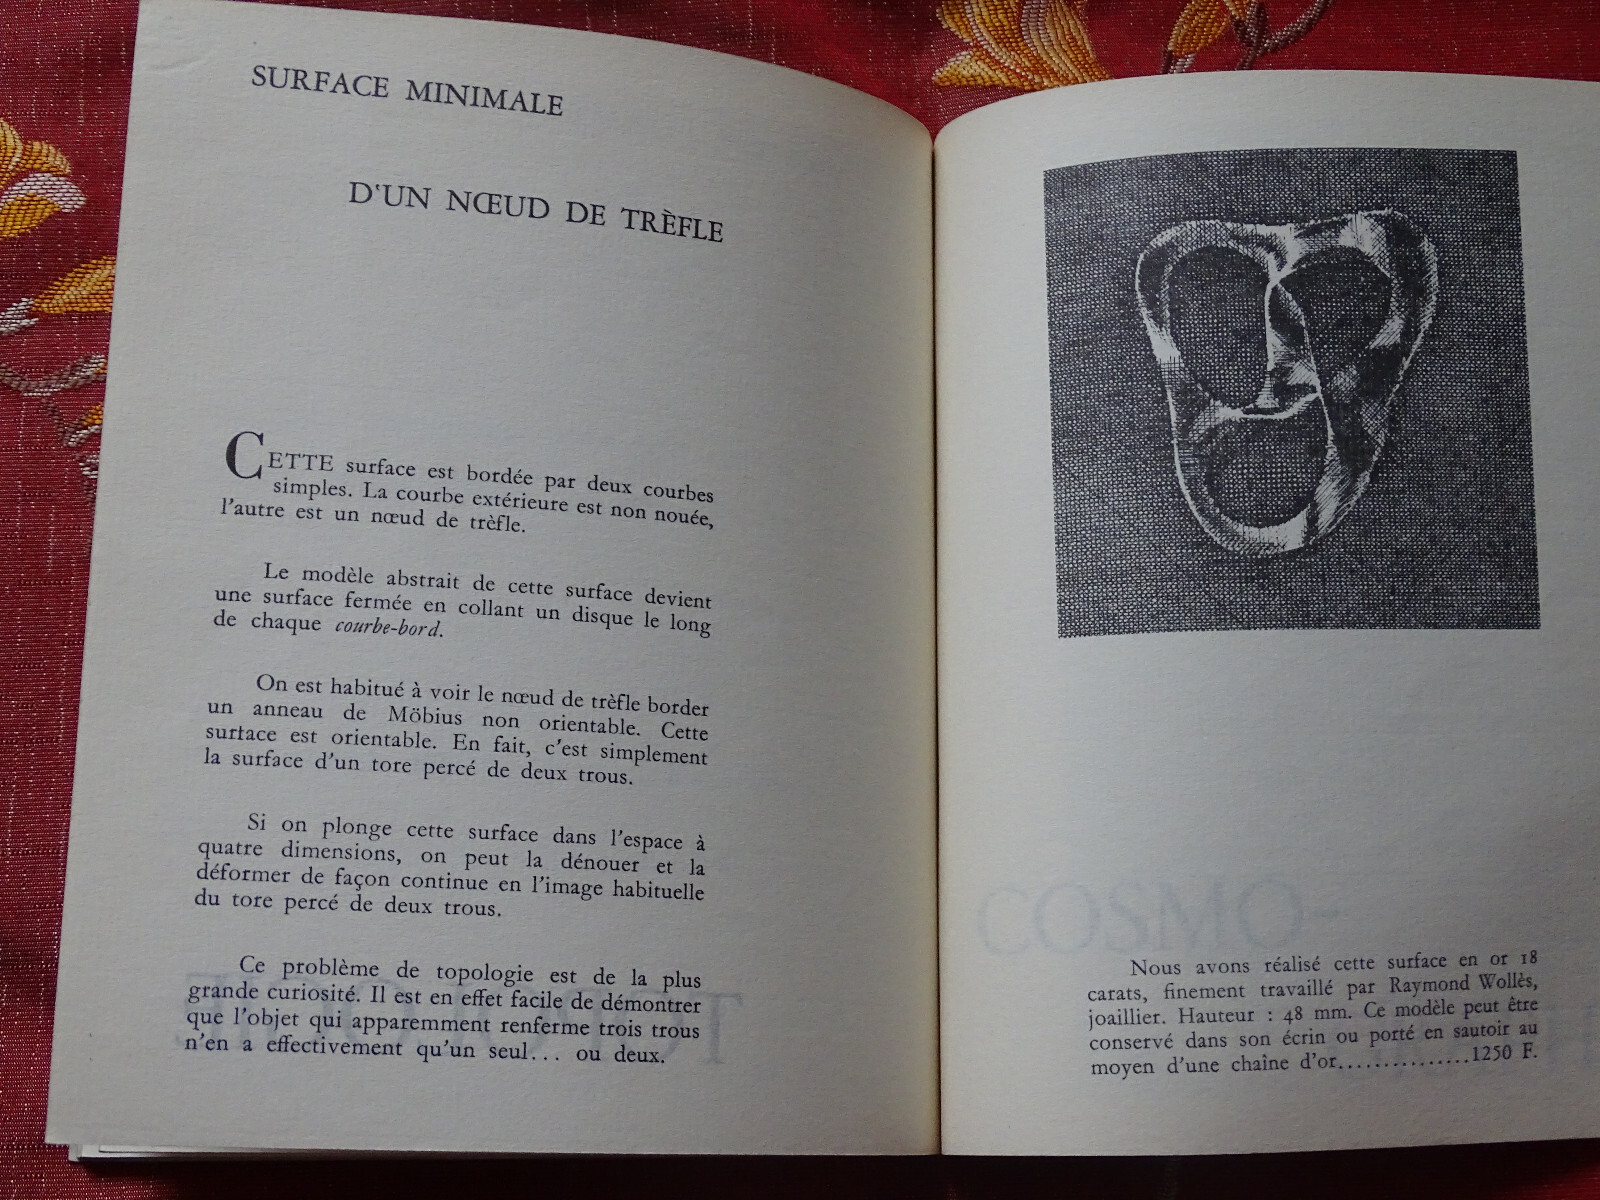 SURFACE MINIMALE
D'UN NŒUD DE TRÈFLE
CETTE surface est bordée par deux courbes
simples. La courbe extérieure est non nouée,
l'autre est un nœud de trèfle.
Le modèle abstrait de cette surface devient
une surface fermée en collant un disque le long
de chaque courbe-bord.
On est habitué à voir le nœud de trèfle border
un anneau de Möbius non orientable. Cette
surface est orientable. En fait, c'est simplement
la surface d'un tore percé de deux trous.
Si on plonge cette surface dans l'espace à
quatre dimensions, on peut la dénouer et la
déformer de façon continue en l'image habituelle
du tore percé de deux trous.
Ce problème de topologie est de la plus
grande curiosité. Il est en effet facile de démontrer
que l'objet qui apparemment renferme trois trous
n'en a effectivement qu'un seul... ou deux.
COSMO-
Nous avons réalisé cette surface en or 18
carats, finement travaillé par Raymond Wollès,
joaillier. Hauteur : 48 mm. Ce modèle peut être
conservé dans son écrin ou porté en sautoir au
moyen d'une chaîne d'or...............1250 F.